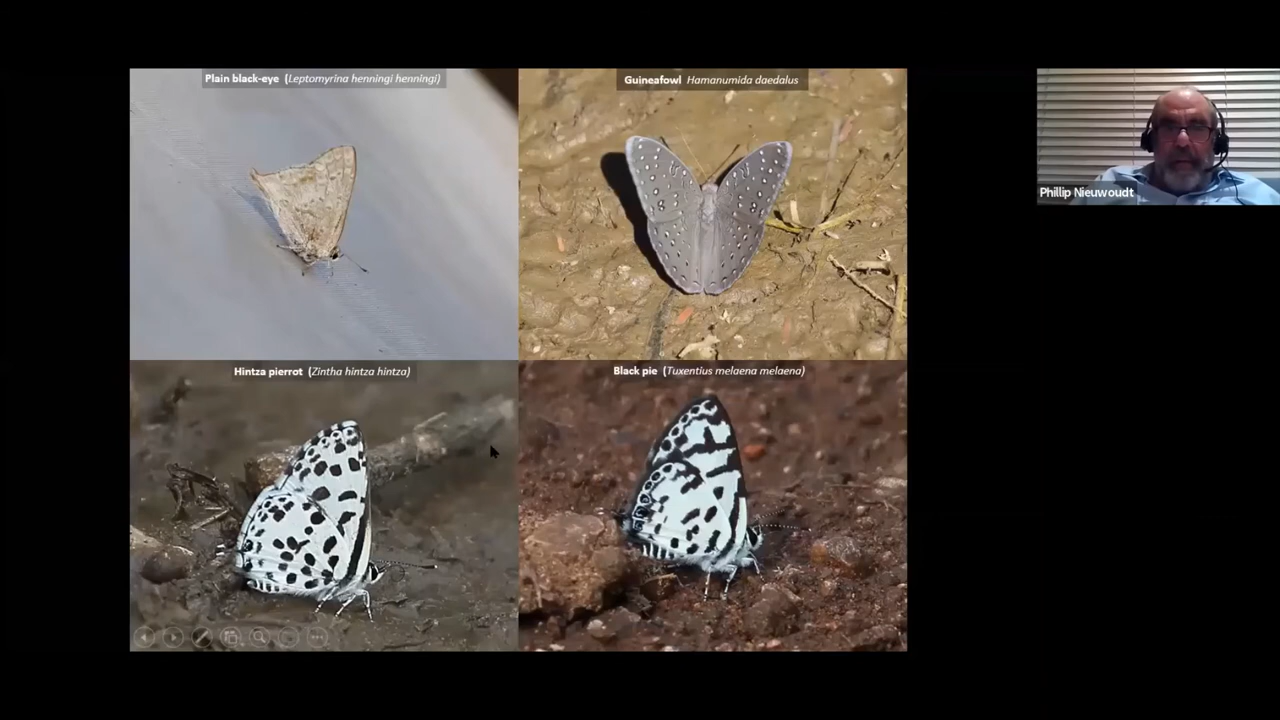 Plain black-eye (Leptomyrina henningi henningi)
Guineafowl Hamanumida daedalus
Hintza pierrot (Zintha hintza hintza)
Black pie (Tuxentius melaena melaena)
Phillip Nieuwoudt